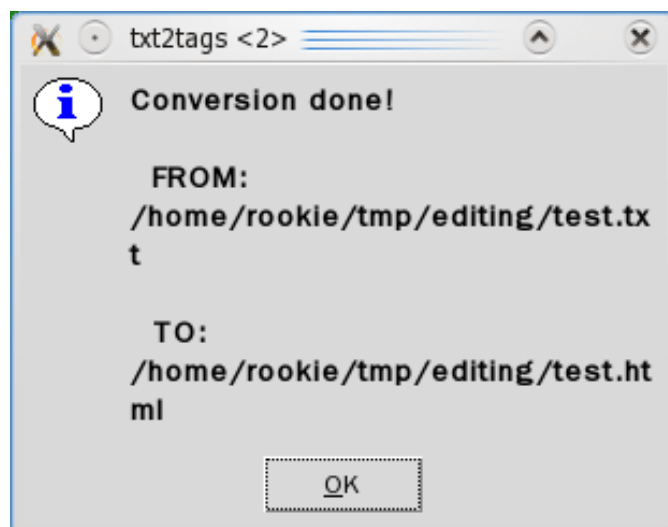 txt2tags <2>
Conversion done!
FROM:
/home/rookie/tmp/editing/test.tx
t
TO:
/home/rookie/tmp/editing/test.ht
ml
OK